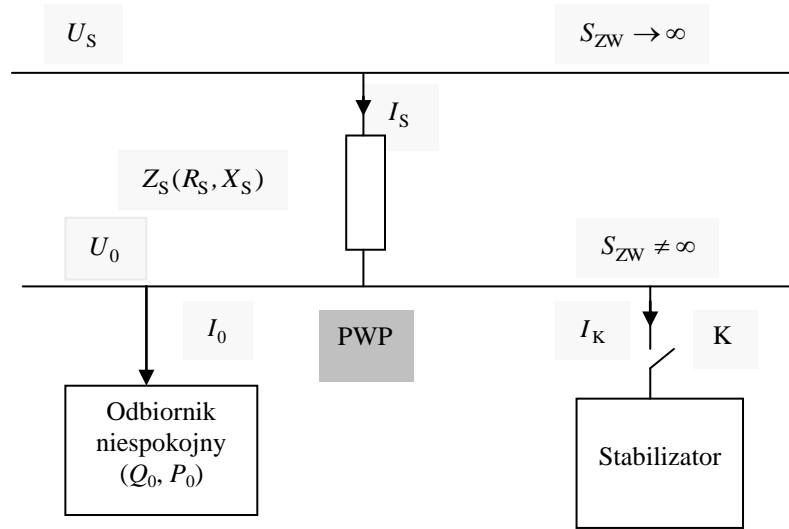 U_S
S_ZW → ∞
I_S
Z_S(R_S, X_S)
U_0
S_ZW ≠ ∞
I_0
PWP
I_K
K
Odbiornik
niespokojny
(Q_0, P_0)
Stabilizator